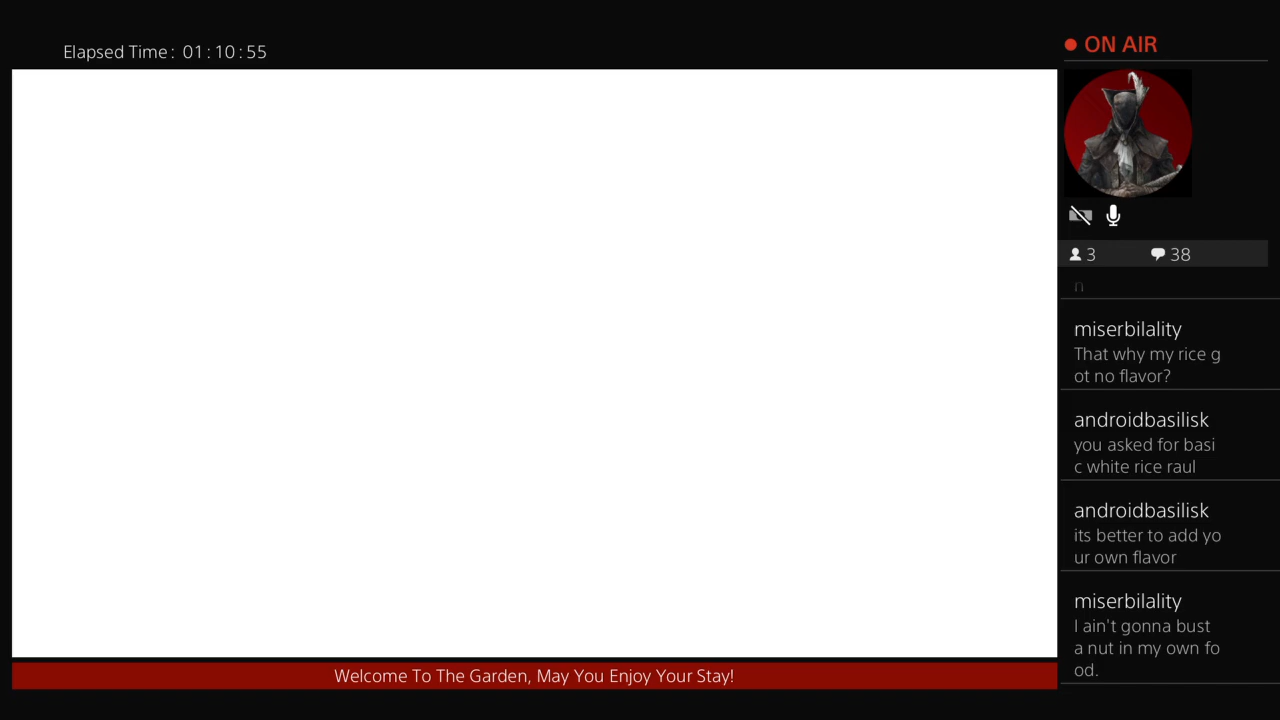 Elapsed Time: 01:10:55
ON AIR
3 38
n
miserbilality
That why my rice g
ot no flavor?
androidbasilisk
you asked for basi
c white rice raul
androidbasilisk
its better to add yo
ur own flavor
miserbilality
I ain't gonna bust
a nut in my own fo
od.
Welcome To The Garden, May You Enjoy Your Stay!